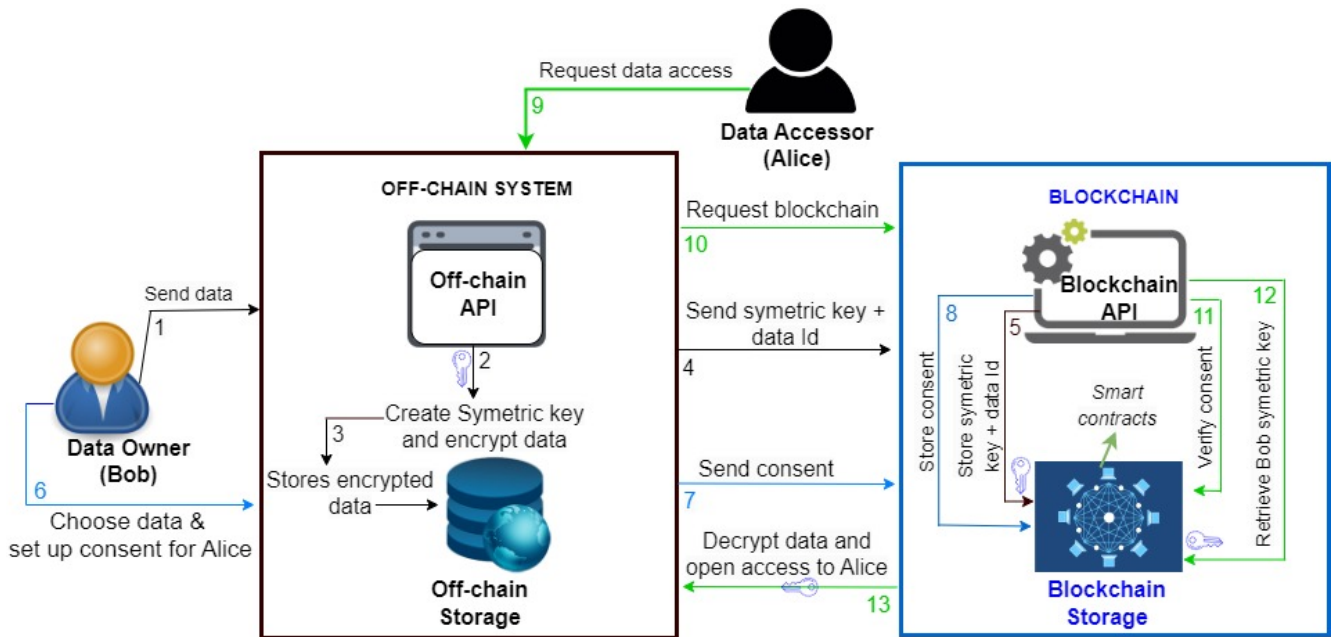 Request data access
9
Data Accessor
(Alice)
OFF-CHAIN SYSTEM
Off-chain
API
2
Create Symetric key
and encrypt data
3
Stores encrypted
data
Off-chain
Storage
Send data
1
Data Owner
(Bob)
6
Choose data &
set up consent for Alice
Request blockchain
10
Send symetric key +
data Id
4
Send consent
7
Decrypt data and
open access to Alice
13
BLOCKCHAIN
Blockchain
API
8
5
11
12
Store consent
Store symetric
key + data Id
Smart
contracts
Verify consent
Retrieve Bob symetric key
Blockchain
Storage